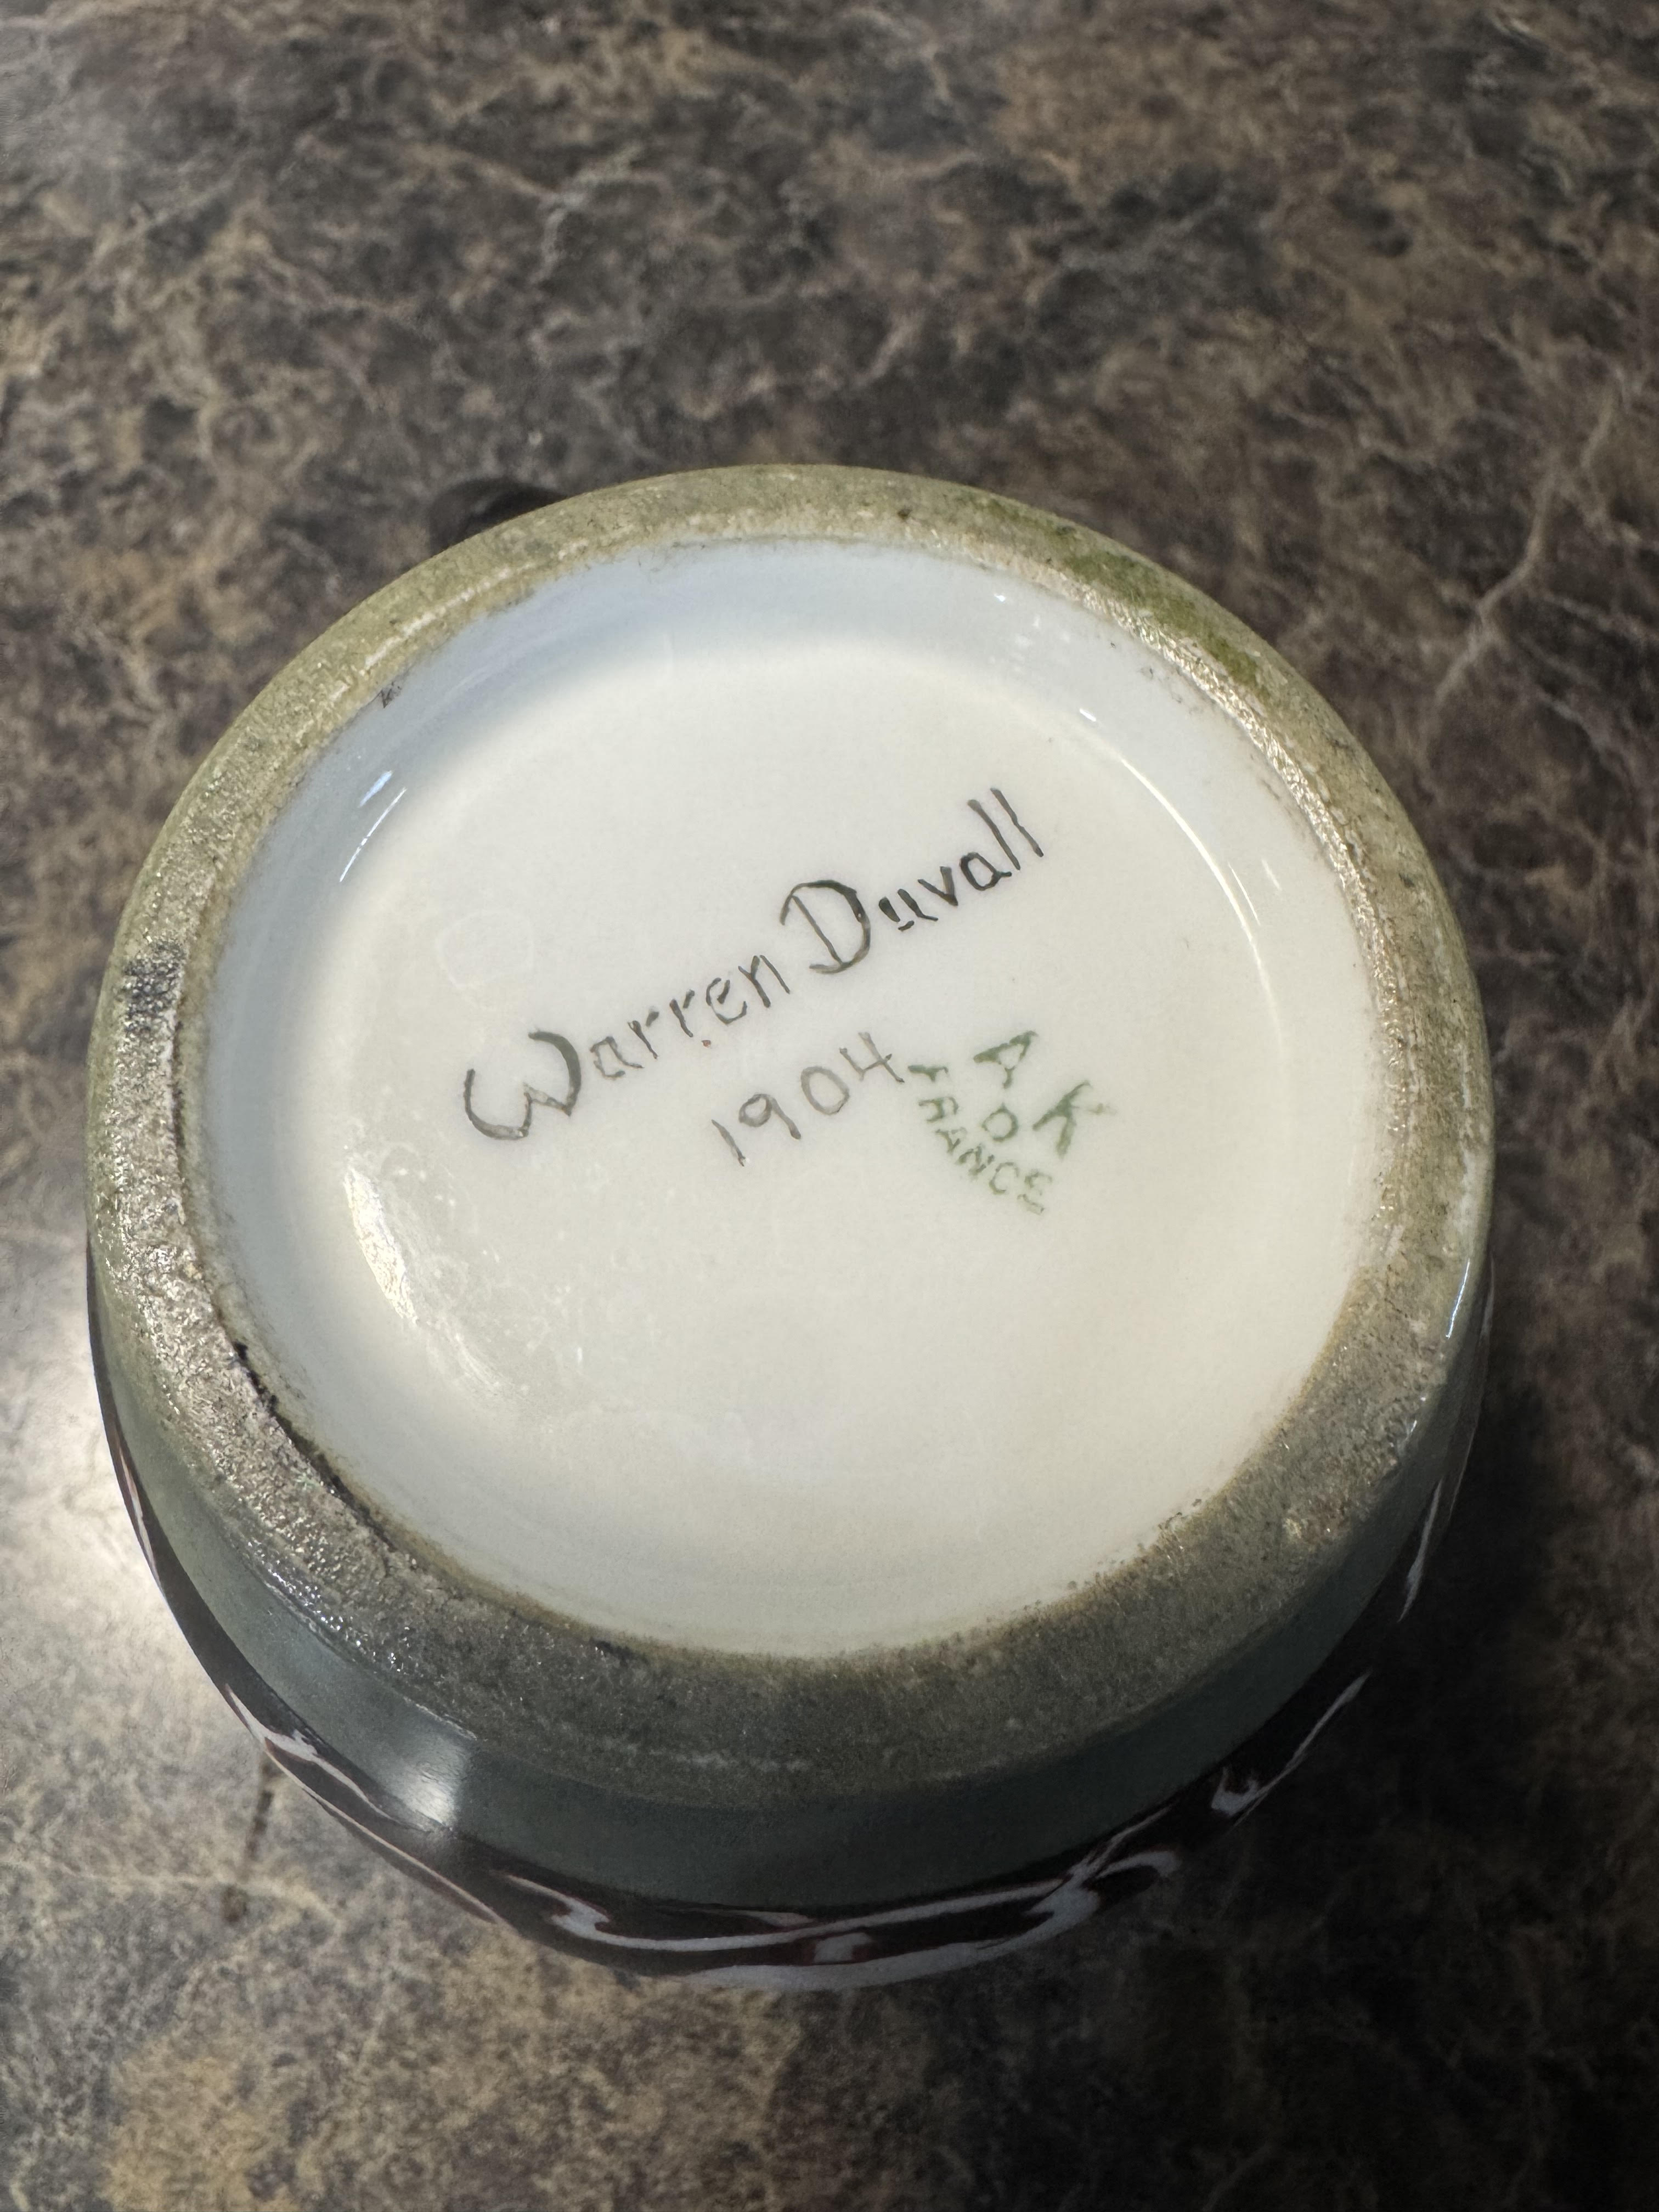 Warren Duvall
1904
A K
D
FRANCE